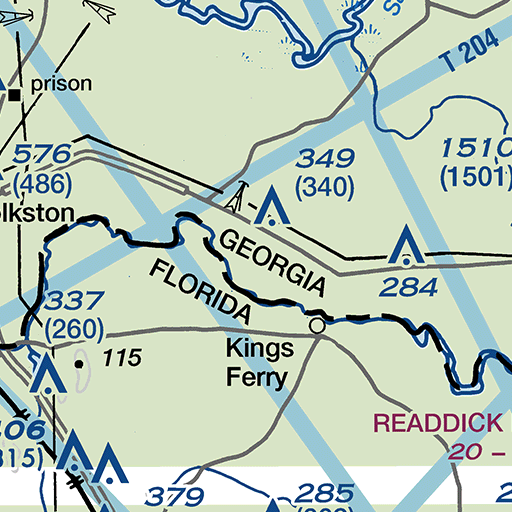 T 204
prison
576
(486)
349
(340)
1510
(1501)
lkston
GEORGIA
FLORIDA
284
337
(260)
115
Kings
Ferry
READDICK
20 -
285
379